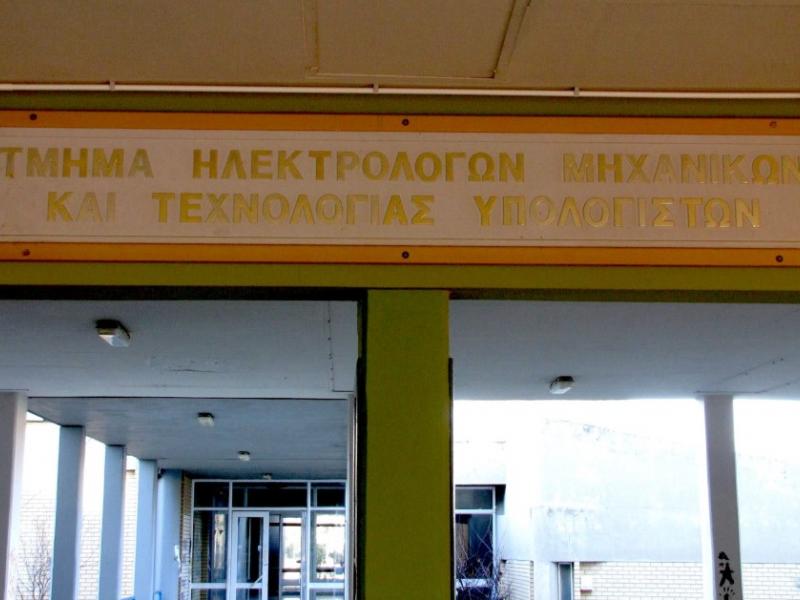 ΤΜΗΜΑ ΗΛΕΚΤΡΟΛΟΓΩΝ ΜΗΧΑΝΙΚΩΝ
ΚΑΙ ΤΕΧΝΟΛΟΓΙΑΣ ΥΠΟΛΟΓΙΣΤΩΝ